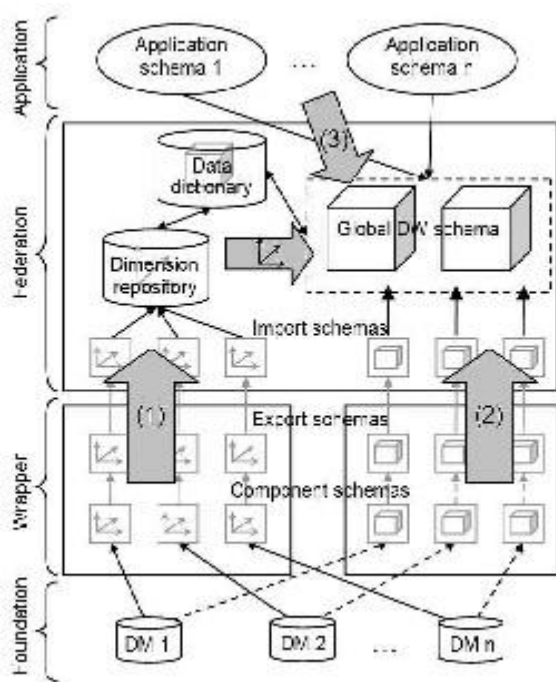 Application
Application
schema 1
...
Application
schema n
(3)
Federation
Data
dictionary
Global DW schema
Dimension
repository
Import schemas
(1)
(2)
Wrapper
Export schemas
Component schemas
Foundation
DM 1
DM 2
...
DM n